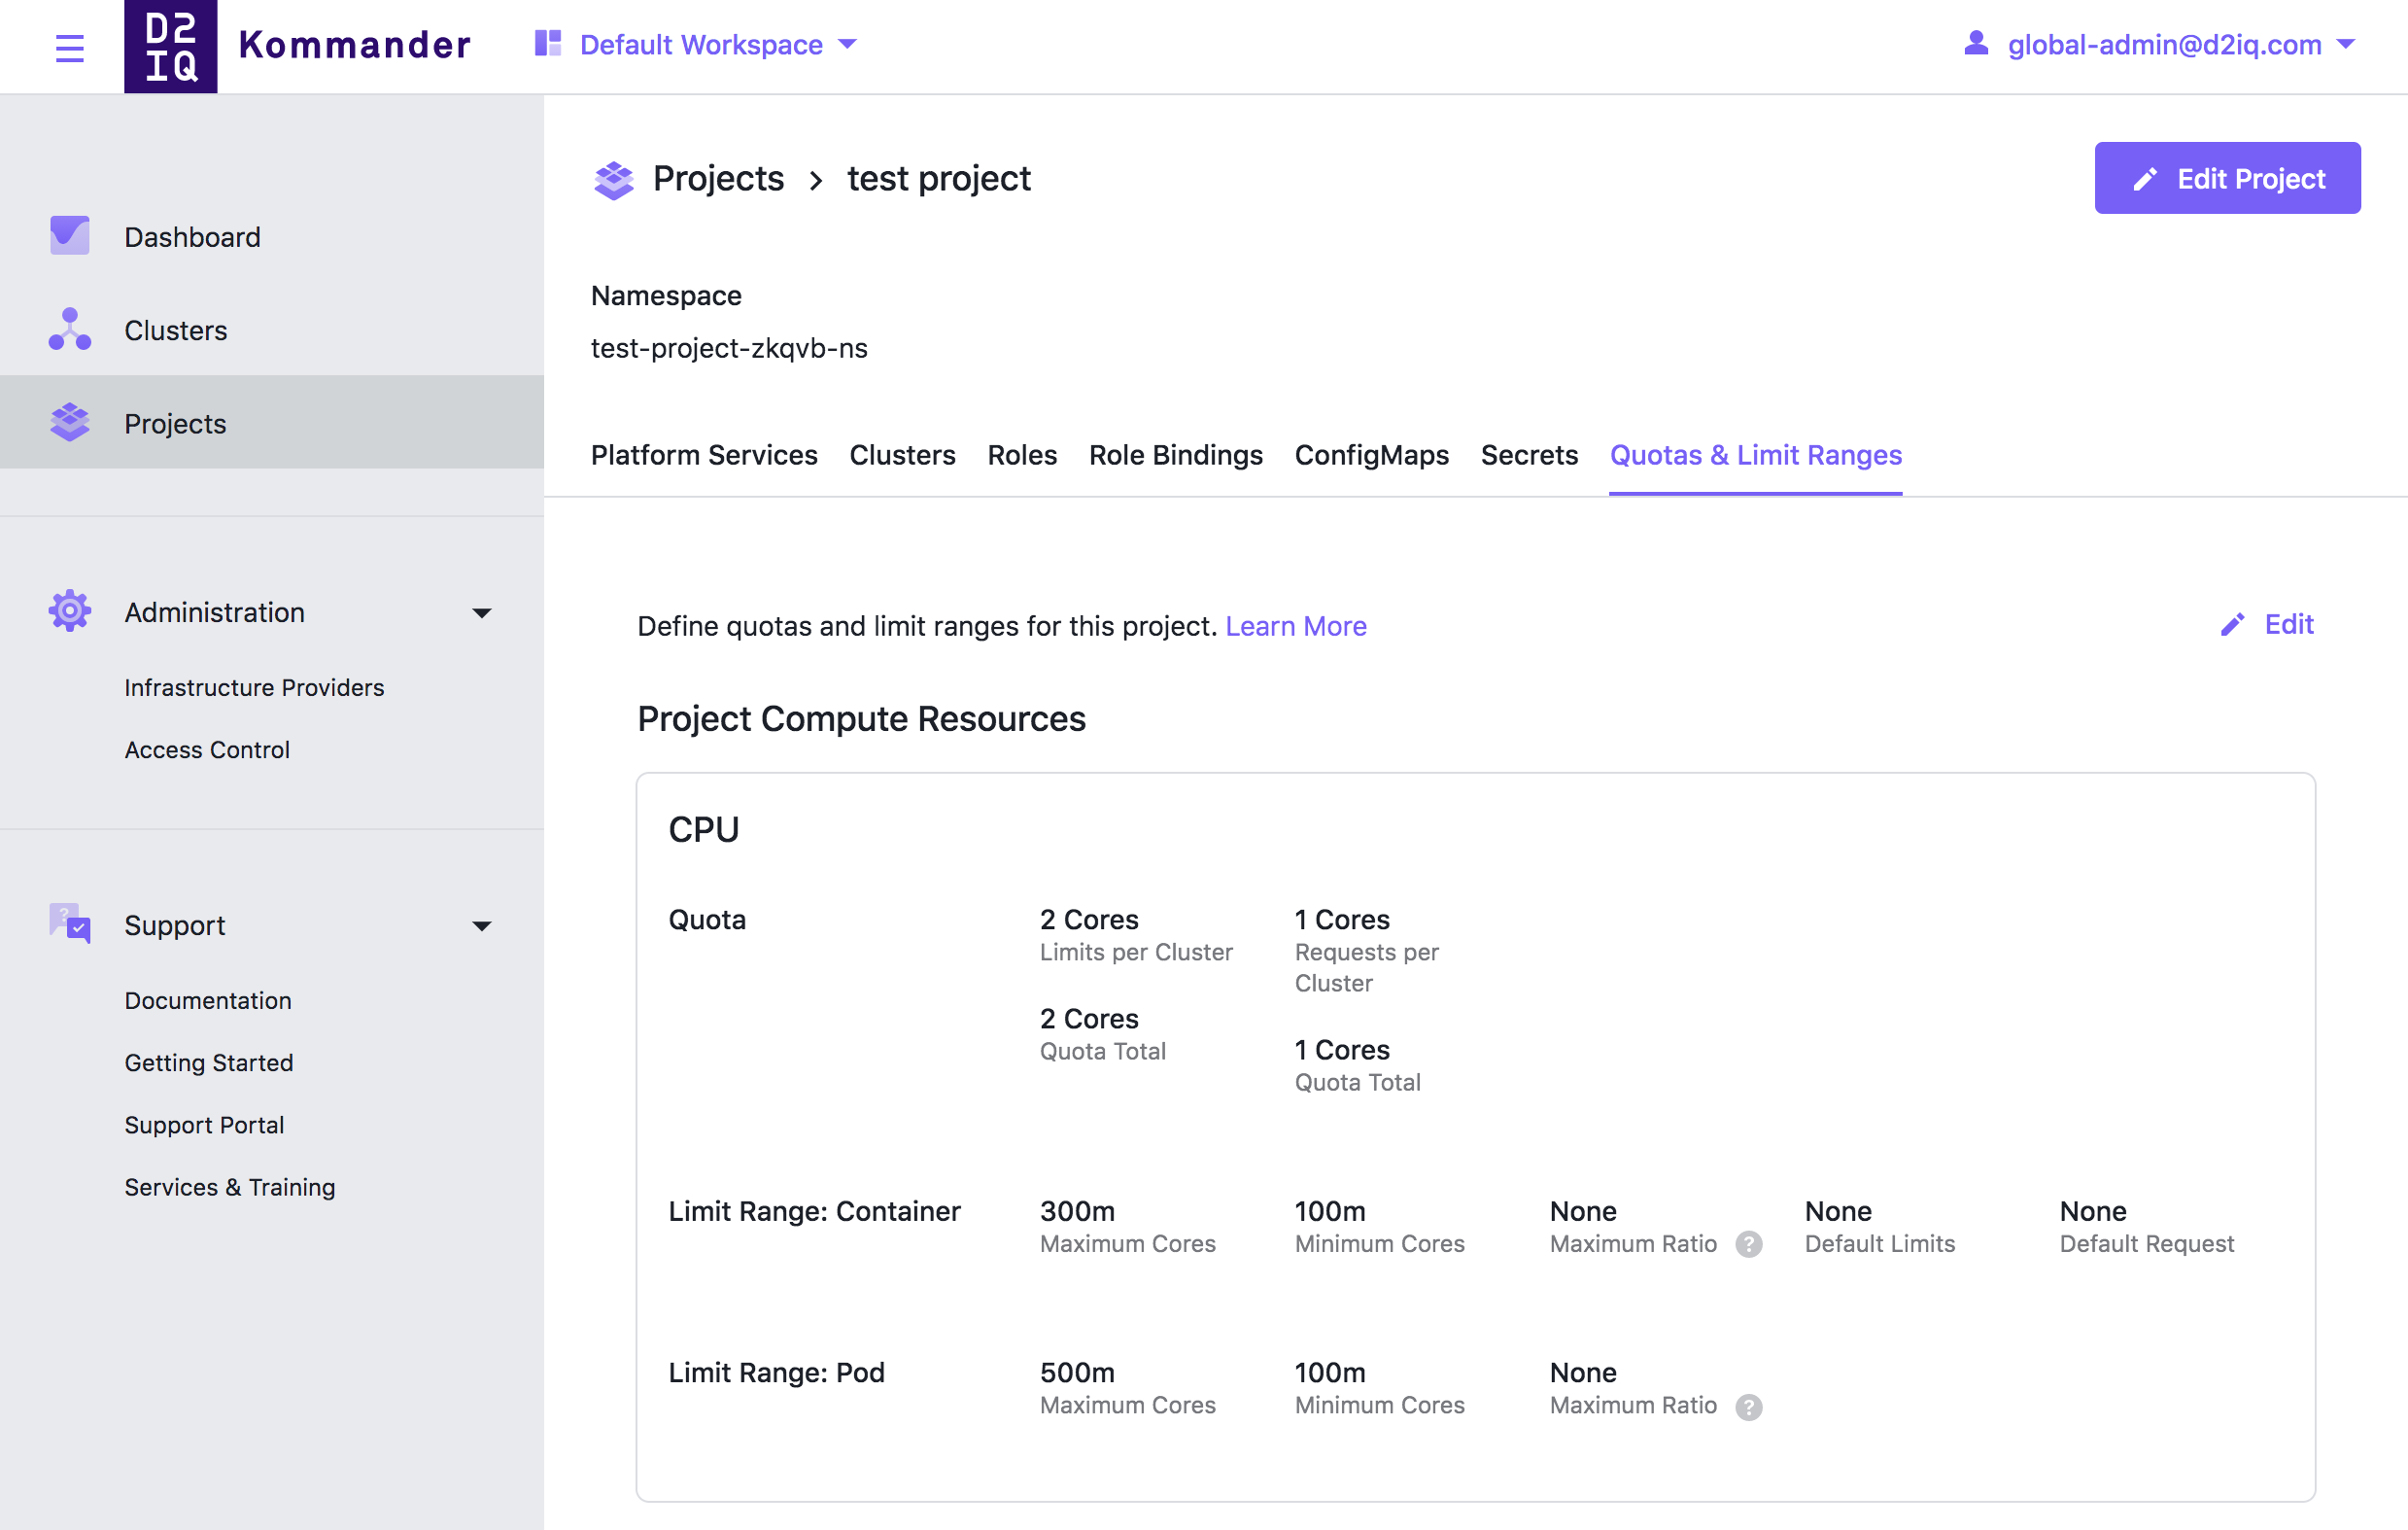 D2
IQ
Kommander
Default Workspace
global-admin@d2iq.com
Dashboard
Clusters
Projects
Administration
Infrastructure Providers
Access Control
?
Support
Documentation
Getting Started
Support Portal
Services & Training
Projects > test project
Edit Project
Namespace
test-project-zkqvb-ns
Platform Services Clusters Roles Role Bindings ConfigMaps Secrets Quotas & Limit Ranges
Define quotas and limit ranges for this project. Learn More
Edit
Project Compute Resources
CPU
Quota
2 Cores
Limits per Cluster
2 Cores
Quota Total
1 Cores
Requests per
Cluster
1 Cores
Quota Total
Limit Range: Container
300m
Maximum Cores
100m
Minimum Cores
None
Maximum Ratio ?
None
Default Limits
None
Default Request
Limit Range: Pod
500m
Maximum Cores
100m
Minimum Cores
None
Maximum Ratio ?